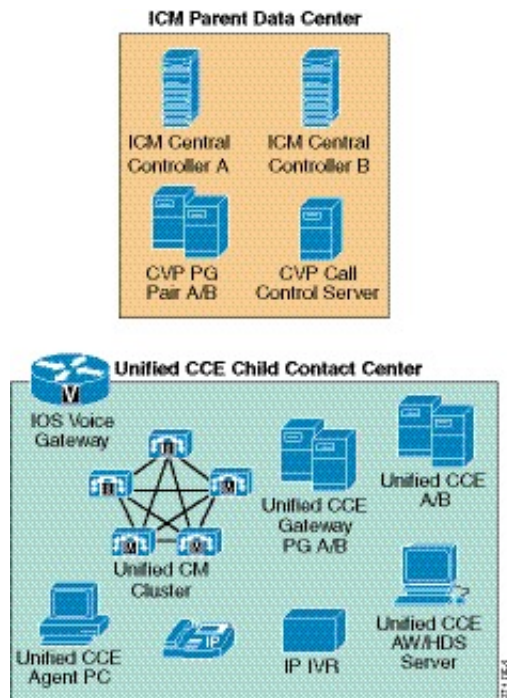 ICM Parent Data Center
ICM Central
Controller A
ICM Central
Controller B
CVP PG
Pair A/B
CVP Call
Control Server
Unified CCE Child Contact Center
V
IOS Voice
Gateway
M
M
M
M
M
Unified CM
Cluster
Unified CCE
Gateway
PG A/B
Unified CCE
A/B
Unified CCE
Agent PC
IP
IP IVR
Unified CCE
AW/HDS
Server